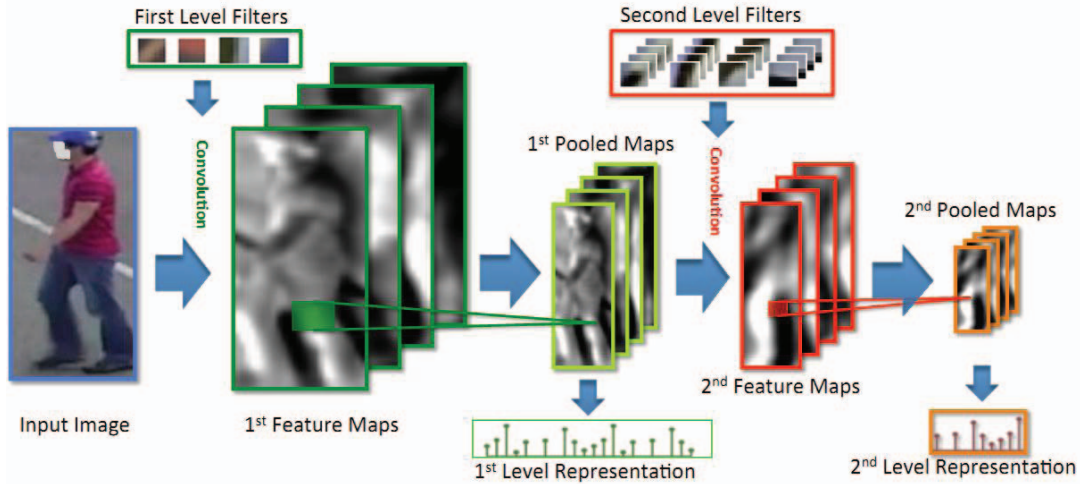 First Level Filters
Second Level Filters
Convolution
Convolution
1st Pooled Maps
2nd Pooled Maps
Input Image
1st Feature Maps
2nd Feature Maps
1st Level Representation
2nd Level Representation